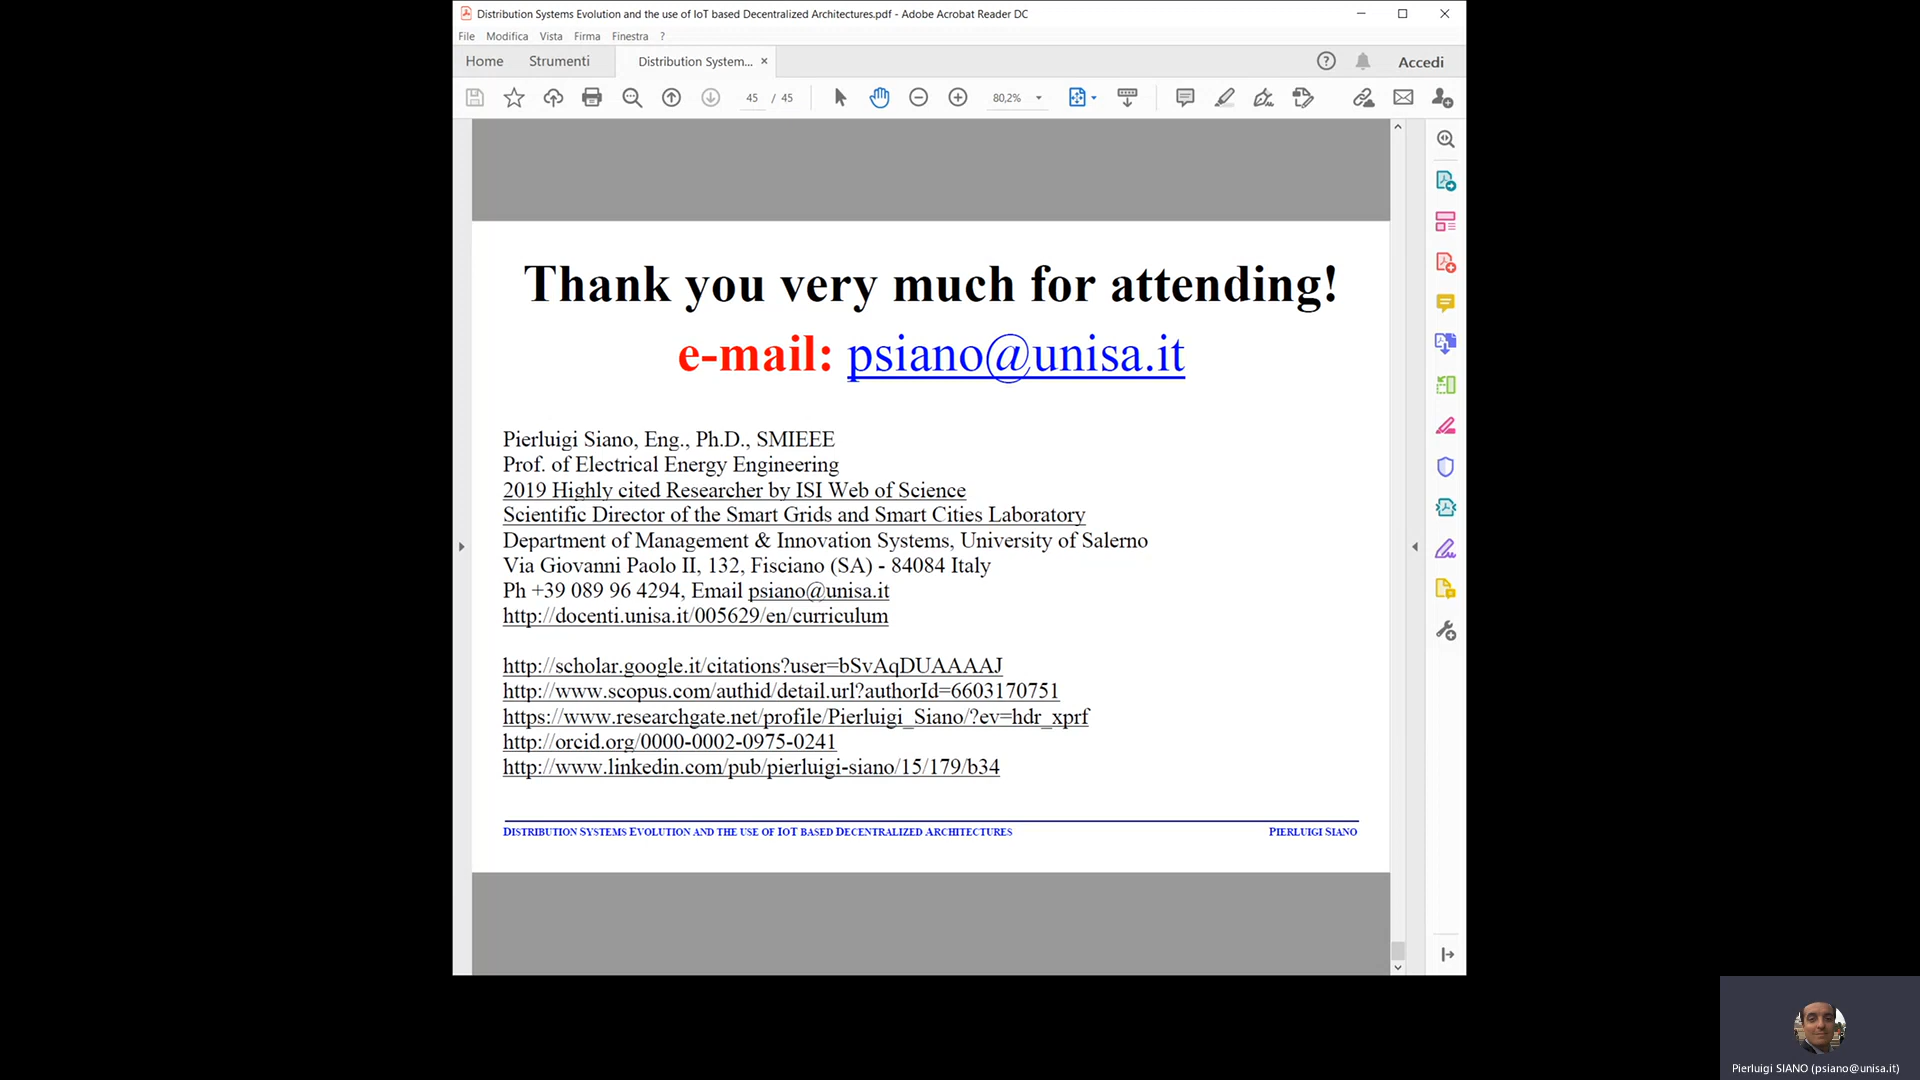 Distribution Systems Evolution and the use of IoT based Decentralized Architectures.pdf - Adobe Acrobat Reader DC
File Modifica Vista Firma Finestra ?
Home Strumenti Distribution System... × Accedi
45 / 45 80,2%
Thank you very much for attending!
e-mail: psiano@unisa.it
Pierluigi Siano, Eng., Ph.D., SMIEEE
Prof. of Electrical Energy Engineering
2019 Highly cited Researcher by ISI Web of Science
Scientific Director of the Smart Grids and Smart Cities Laboratory
Department of Management & Innovation Systems, University of Salerno
Via Giovanni Paolo II, 132, Fisciano (SA) - 84084 Italy
Ph +39 089 96 4294, Email psiano@unisa.it
http://docenti.unisa.it/005629/en/curriculum
http://scholar.google.it/citations?user=bSvAqDUAAAAJ
http://www.scopus.com/authid/detail.url?authorId=6603170751
https://www.researchgate.net/profile/Pierluigi_Siano/?ev=hdr_xprf
http://orcid.org/0000-0002-0975-0241
http://www.linkedin.com/pub/pierluigi-siano/15/179/b34
DISTRIBUTION SYSTEMS EVOLUTION AND THE USE OF IOT BASED DECENTRALIZED ARCHITECTURES PIERLUIGI SIANO
Pierluigi SIANO (psiano@unisa.it)